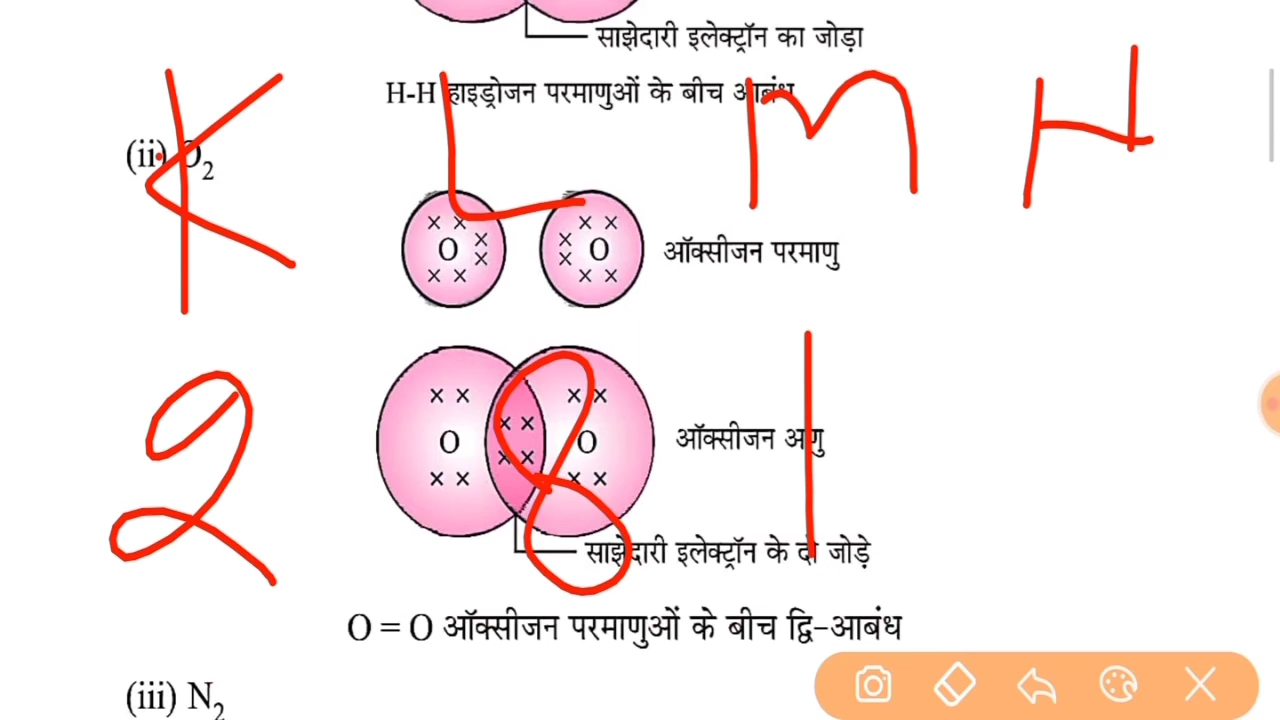 साझेदारी इलेक्ट्रॉन का जोड़ा
H-H हाइड्रोजन परमाणुओं के बीच आबंध
K L M H
(ii) O₂
× × × × × × O
× × × × × × O
ऑक्सीजन परमाणु
2 8 1
× × O × ×
× × × ×
× × O × ×
ऑक्सीजन अणु
साझेदारी इलेक्ट्रॉन के दो जोड़े
O = O ऑक्सीजन परमाणुओं के बीच द्वि-आबंध
(iii) N₂